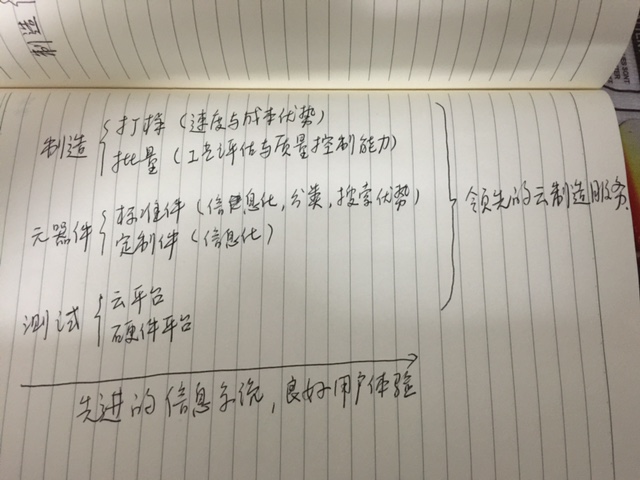 制造
制造
打样（速度与成本优势）
批量（工艺评估与质量控制能力）
元器件
标准件（信息化，分类，搜索优势）
定制件（信息化）
领先的云制造服务
测试
云平台
硬件平台
先进的信息系统，良好用户体验